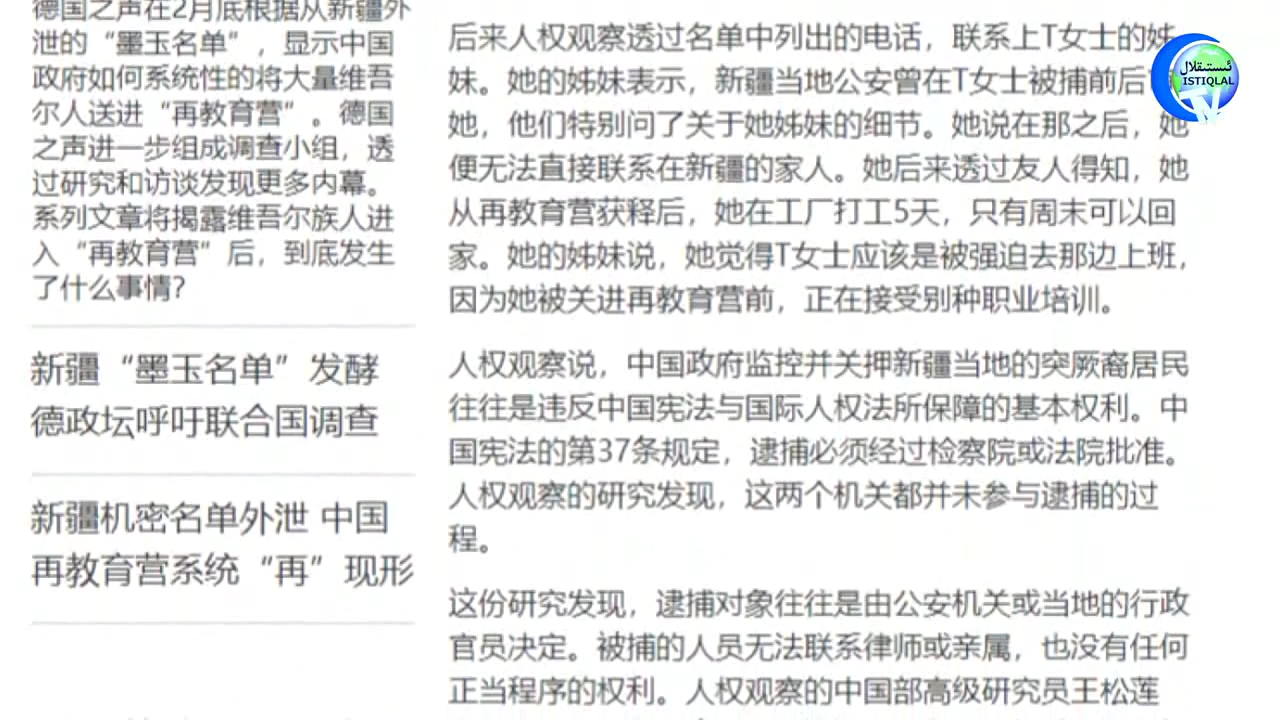 德国之声在2月底根据从新疆外
泄的“墨玉名单”，显示中国
政府如何系统性的将大量维吾
尔人送进“再教育营”。德国
之声进一步组成调查小组，透
过研究和访谈发现更多内幕。
系列文章将揭露维吾尔族人进
入“再教育营”后，到底发生
了什么事情？
新疆“墨玉名单”发酵
德政坛呼吁联合国调查
新疆机密名单外泄 中国
再教育营系统“再”现形
后来人权观察透过名单中列出的电话，联系上T女士的姊
妹。她的姊妹表示，新疆当地公安曾在T女士被捕前后
她，他们特别问了关于她姊妹的细节。她说在那之后，她
便无法直接联系在新疆的家人。她后来透过友人得知，她
从再教育营获释后，她在工厂打工5天，只有周末可以回
家。她的姊妹说，她觉得T女士应该是被强迫去那边上班，
因为她被关进再教育营前，正在接受别种职业培训。
人权观察说，中国政府监控并关押新疆当地的突厥裔居民
往往是违反中国宪法与国际人权法所保障的基本权利。中
国宪法的第37条规定，逮捕必须经过检察院或法院批准。
人权观察的研究发现，这两个机关都并未参与逮捕的过
程。
这份研究发现，逮捕对象往往是由公安机关或当地的行政
官员决定。被捕的人员无法联系律师或亲属，也没有任何
正当程序的权利。人权观察的中国部高级研究员王松莲
ئىستىقلال
ISTIQLAL